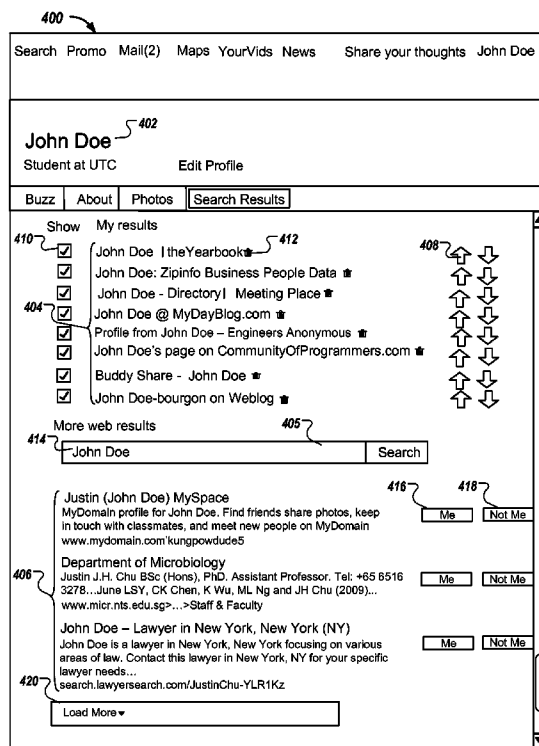 400
Search Promo Mail(2) Maps YourVids News Share your thoughts John Doe
John Doe 402
Student at UTC Edit Profile
Buzz About Photos Search Results
Show My results
410 John Doe | theYearbook 412 408
John Doe: Zipinfo Business People Data
John Doe - Directory| Meeting Place
404 John Doe @ MyDayBlog.com
Profile from John Doe – Engineers Anonymous
John Doe's page on CommunityOfProgrammers.com
Buddy Share - John Doe
John Doe-bourgon on Weblog
More web results 405
414 John Doe Search
416 418
Justin (John Doe) MySpace
MyDomain profile for John Doe. Find friends share photos, keep Me Not Me
in touch with classmates, and meet new people on MyDomain
www.mydomain.com'kungpowdude5
Department of Microbiology
406 Justin J.H. Chu BSc (Hons), PhD. Assistant Professor. Tel: +65 6516 Me Not Me
3278...June LSY, CK Chen, K Wu, ML Ng and JH Chu (2009)...
www.micr.nts.edu.sg>...>Staff & Faculty
John Doe – Lawyer in New York, New York (NY)
John Doe is a lawyer in New York, New York focusing on various Me Not Me
areas of law. Contact this lawyer in New York, NY for your specific
lawyer needs...
search.lawyersearch.com/JustinChu-YLR1Kz
420
Load More